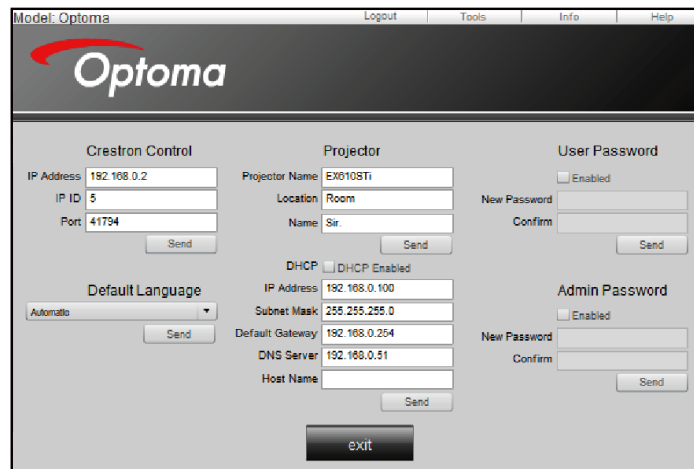 Model: Optoma Logout Tools Info Help
Optoma
Crestron Control
IP Address 192.168.0.2
IP ID 5
Port 41794
Send
Default Language
Automatic
Send
Projector
Projector Name EX610STi
Location Room
Name Sir.
Send
DHCP DHCP Enabled
IP Address 192.168.0.100
Subnet Mask 255.255.255.0
Default Gateway 192.168.0.254
DNS Server 192.168.0.51
Host Name
Send
User Password
Enabled
New Password
Confirm
Send
Admin Password
Enabled
New Password
Confirm
Send
exit